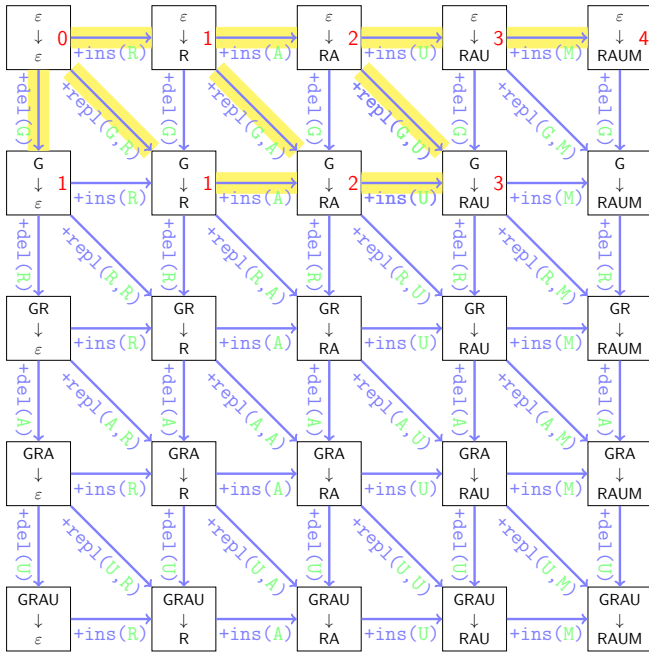 ε ε ε ε ε
↓ 0 ↓ 1 ↓ 2 ↓ 3 ↓ 4
ε +ins(R) R +ins(A) RA +ins(U) RAU +ins(M) RAUM
+del(G) +repl(G,R) +del(G) +repl(G,A) +del(G) +repl(G,U) +del(G) +repl(G,M) +del(G)
G G G G G
↓ 1 ↓ 1 ↓ 2 ↓ 3 ↓
ε +ins(R) R +ins(A) RA +ins(U) RAU +ins(M) RAUM
+del(R) +repl(R,R) +del(R) +repl(R,A) +del(R) +repl(R,U) +del(R) +repl(R,M) +del(R)
GR GR GR GR GR
↓ ↓ ↓ ↓ ↓
ε +ins(R) R +ins(A) RA +ins(U) RAU +ins(M) RAUM
+del(A) +repl(A,R) +del(A) +repl(A,A) +del(A) +repl(A,U) +del(A) +repl(A,M) +del(A)
GRA GRA GRA GRA GRA
↓ ↓ ↓ ↓ ↓
ε +ins(R) R +ins(A) RA +ins(U) RAU +ins(M) RAUM
+del(U) +repl(U,R) +del(U) +repl(U,A) +del(U) +repl(U,U) +del(U) +repl(U,M) +del(U)
GRAU GRAU GRAU GRAU GRAU
↓ ↓ ↓ ↓ ↓
ε +ins(R) R +ins(A) RA +ins(U) RAU +ins(M) RAUM